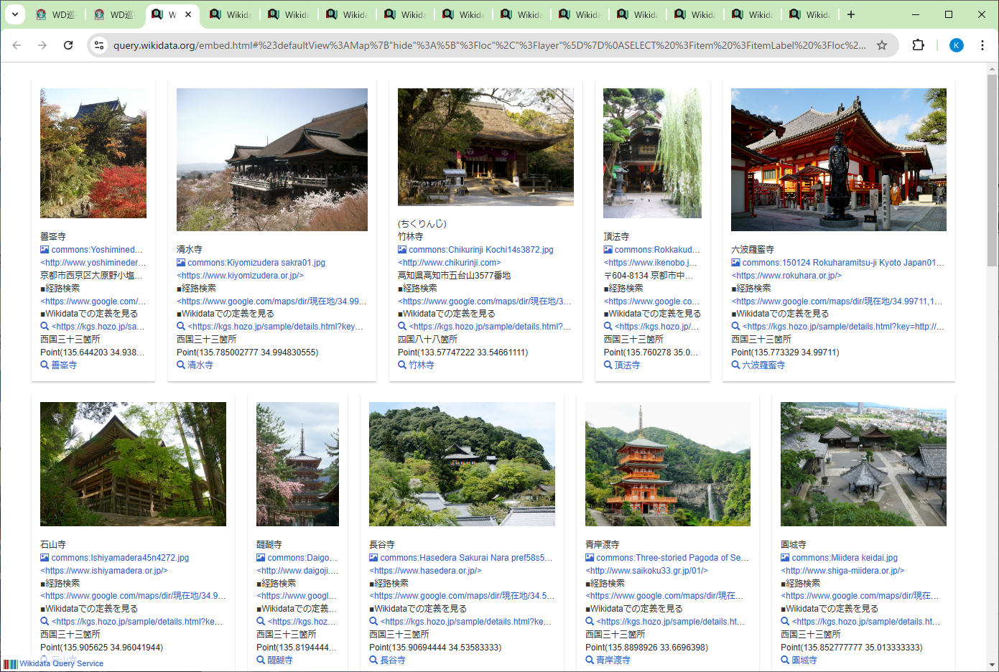 WD巡
WD巡
W
Wikid
Wikid
Wikid
Wikid
Wikid
Wikid
Wikid
Wikid
Wikid
Wikid
Wikid
query.wikidata.org/embed.html#%23defaultView%3AMap%7B"hide"%3A%5B"%3Floc"%2C"%3Flayer"%5D%7D%0ASELECT%20%3Fitem%20%3FitemLabel%20%3Floc%2...
K
善峯寺
commons:Yoshimined...
<http://www.yoshimineder...
京都市西京区大原野小塩...
■経路検索
<https://www.google.com/...
■Wikidataでの定義を見る
<https://kgs.hozo.jp/sa...
西国三十三箇所
Point(135.644203 34.938...
善峯寺
清水寺
commons:Kiyomizudera sakra01.jpg
<https://www.kiyomizudera.or.jp/>
■経路検索
<https://www.google.com/maps/dir/現在地/34.99...
■Wikidataでの定義を見る
<https://kgs.hozo.jp/sample/details.html?key...
西国三十三箇所
Point(135.785002777 34.994830555)
清水寺
(ちくりんじ)
竹林寺
commons:Chikurinji Kochi14s3872.jpg
<http://www.chikurinji.com>
高知県高知市五台山3577番地
■経路検索
<https://www.google.com/maps/dir/現在地/3...
■Wikidataでの定義を見る
<https://kgs.hozo.jp/sample/details.html?...
四国八十八箇所
Point(133.57747222 33.54661111)
竹林寺
頂法寺
commons:Rokkakud...
<https://www.ikenobo.j...
〒604-8134 京都市中...
■経路検索
<https://www.google.co...
■Wikidataでの定義を見る
<https://kgs.hozo.jp/...
西国三十三箇所
Point(135.760278 35.0...
頂法寺
六波羅蜜寺
commons:150124 Rokuharamitsu-ji Kyoto Japan01...
<https://www.rokuhara.or.jp/>
■経路検索
<https://www.google.com/maps/dir/現在地/34.99711,1...
■Wikidataでの定義を見る
<https://kgs.hozo.jp/sample/details.html?key=http://...
西国三十三箇所
Point(135.773329 34.99711)
六波羅蜜寺
石山寺
commons:Ishiyamadera45n4272.jpg
<https://www.ishiyamadera.or.jp/>
■経路検索
<https://www.google.com/maps/dir/現在地/34.9...
■Wikidataでの定義を見る
<https://kgs.hozo.jp/sample/details.html?ke...
西国三十三箇所
Point(135.905625 34.96041944)
石山寺
醍醐寺
commons:Daigo...
<http://www.daigoji....
■経路検索
<https://www.googl...
■Wikidataでの定義...
<https://kgs.hoz...
西国三十三箇所
Point(135.8194444...
醍醐寺
長谷寺
commons:Hasedera Sakurai Nara pref58s5...
<https://www.hasedera.or.jp/>
■経路検索
<https://www.google.com/maps/dir/現在地/34.5...
■Wikidataでの定義を見る
<https://kgs.hozo.jp/sample/details.html?key...
西国三十三箇所
Point(135.90694444 34.53583333)
長谷寺
青岸渡寺
commons:Three-storied Pagoda of Se...
<http://www.saikoku33.gr.jp/01/>
■経路検索
<https://www.google.com/maps/dir/現在...
■Wikidataでの定義を見る
<https://kgs.hozo.jp/sample/details.ht...
西国三十三箇所
Point(135.8898926 33.6696398)
青岸渡寺
園城寺
commons:Miidera keidai.jpg
<http://www.shiga-miidera.or.jp/>
■経路検索
<https://www.google.com/maps/dir/現在...
■Wikidataでの定義を見る
<https://kgs.hozo.jp/sample/details.ht...
西国三十三箇所
Point(135.852777777 35.013333333)
園城寺
Wikidata Query Service